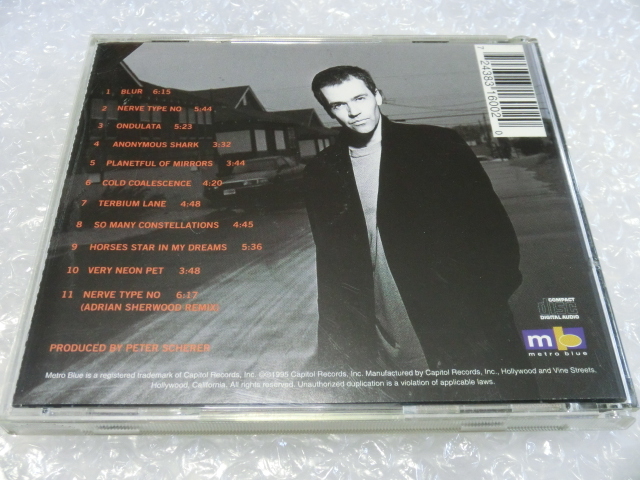 1 BLUR 6:15
2 NERVE TYPE NO 5:44
3 ONDULATA 5:23
4 ANONYMOUS SHARK 3:32
5 PLANETFUL OF MIRRORS 3:44
6 COLD COALESCENCE 4:20
7 TERBIUM LANE 4:48
8 SO MANY CONSTELLATIONS 4:45
9 HORSES STAR IN MY DREAMS 5:36
10 VERY NEON PET 3:48
11 NERVE TYPE NO 6:17
(ADRIAN SHERWOOD REMIX)
PRODUCED BY PETER SCHERER
7 24383 16002 0
COMPACT
disc
DIGITAL AUDIO
mb
metro blue
Metro Blue is a registered trademark of Capitol Records, Inc. ℗©1995 Capitol Records, Inc. Manufactured by Capitol Records, Inc., Hollywood and Vine Streets,
Hollywood, California. All rights reserved. Unauthorized duplication is a violation of applicable laws.